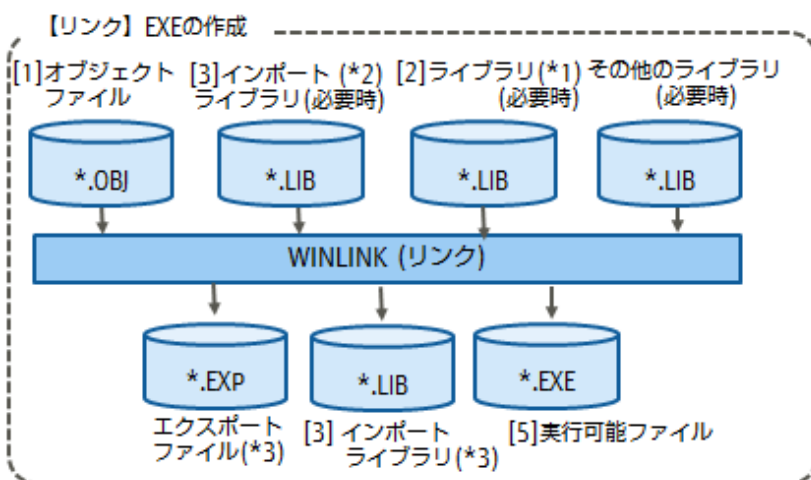 【リンク】EXEの作成
[1]オブジェクト
ファイル
[3]インポート (*2)
ライブラリ(必要時)
[2]ライブラリ(*1)
(必要時)
その他のライブラリ
(必要時)
*.OBJ
*.LIB
*.LIB
*.LIB
WINLINK (リンク)
*.EXP
*.LIB
*.EXE
エクスポート
ファイル(*3)
[3] インポート
ライブラリ(*3)
[5]実行可能ファイル